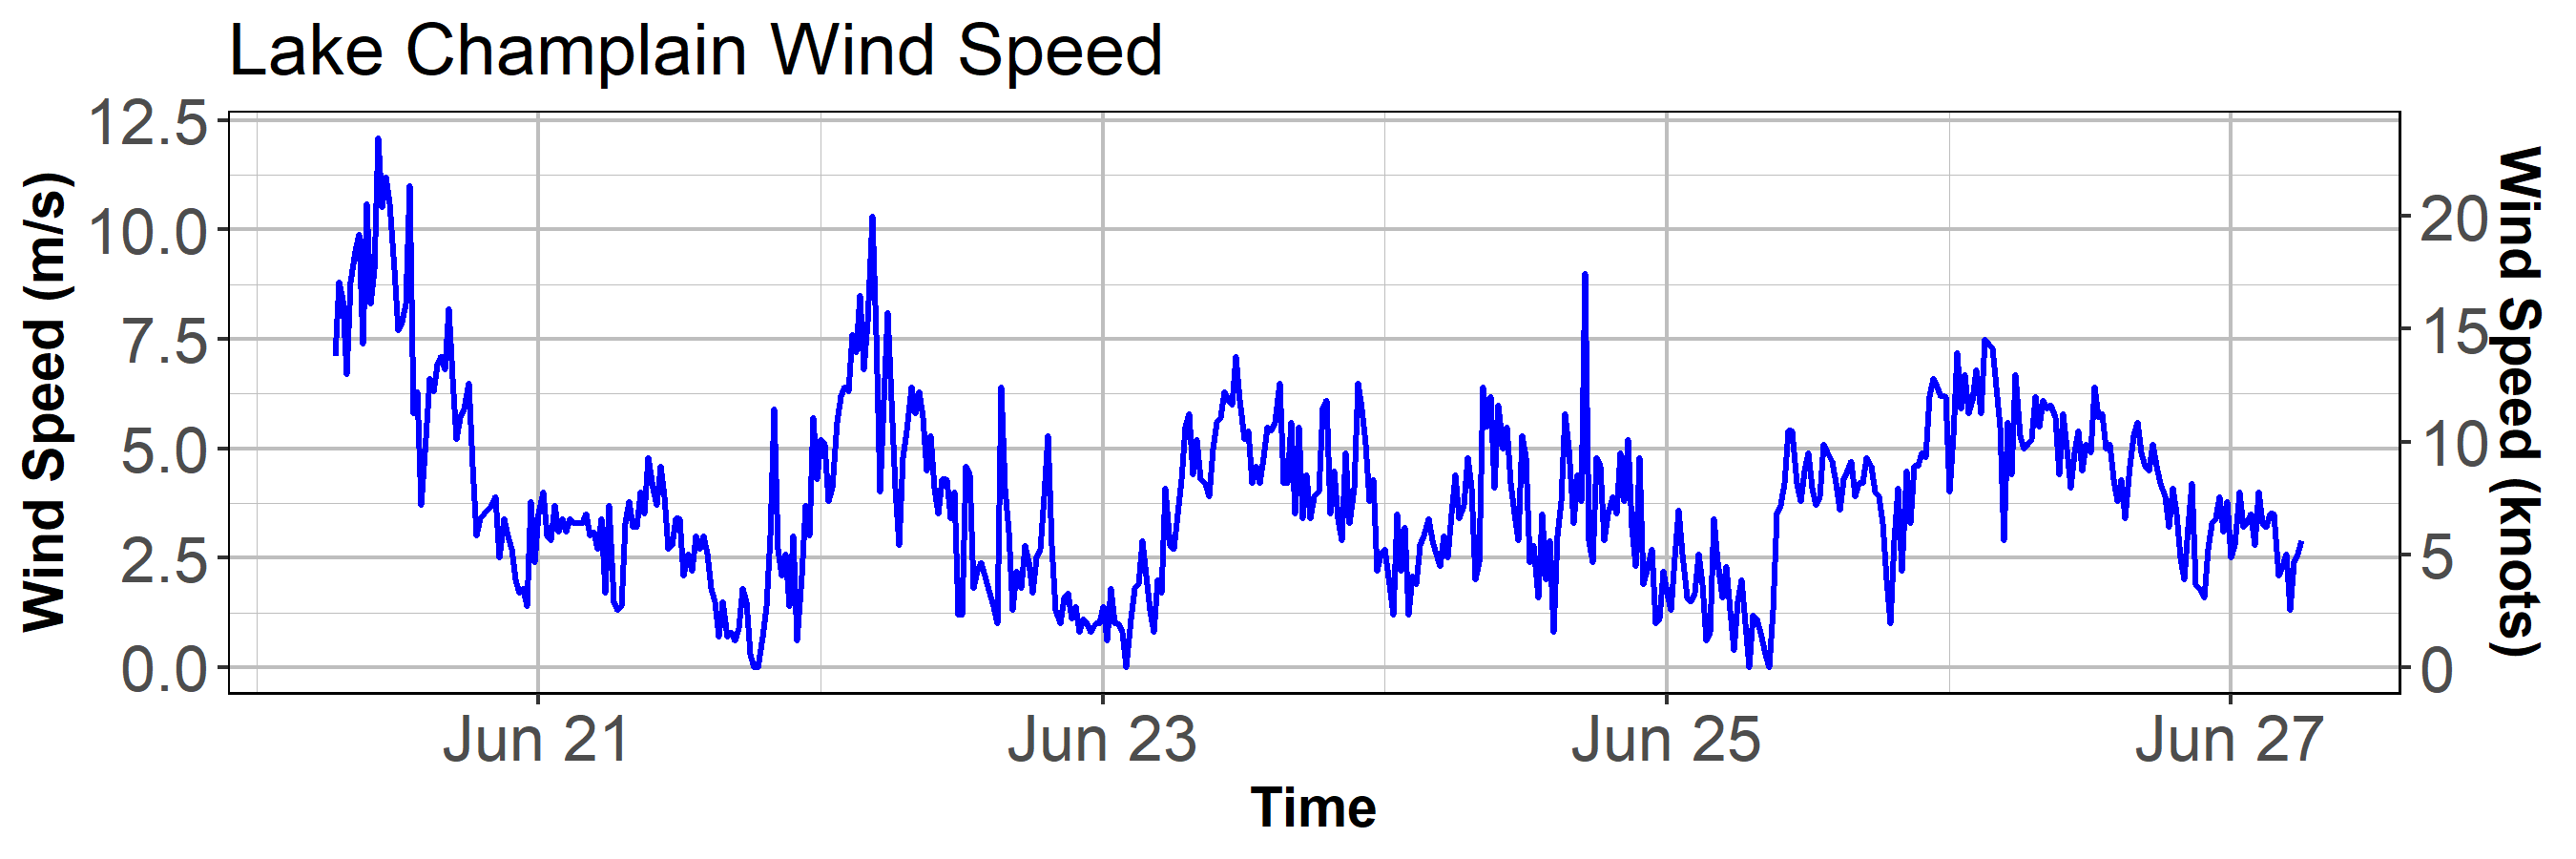 Lake Champlain Wind Speed
Wind Speed (m/s)
12.5
10.0
7.5
5.0
2.5
0.0
20
15
10
5
0
Wind Speed (knots)
Jun 21 Jun 23 Jun 25 Jun 27
Time